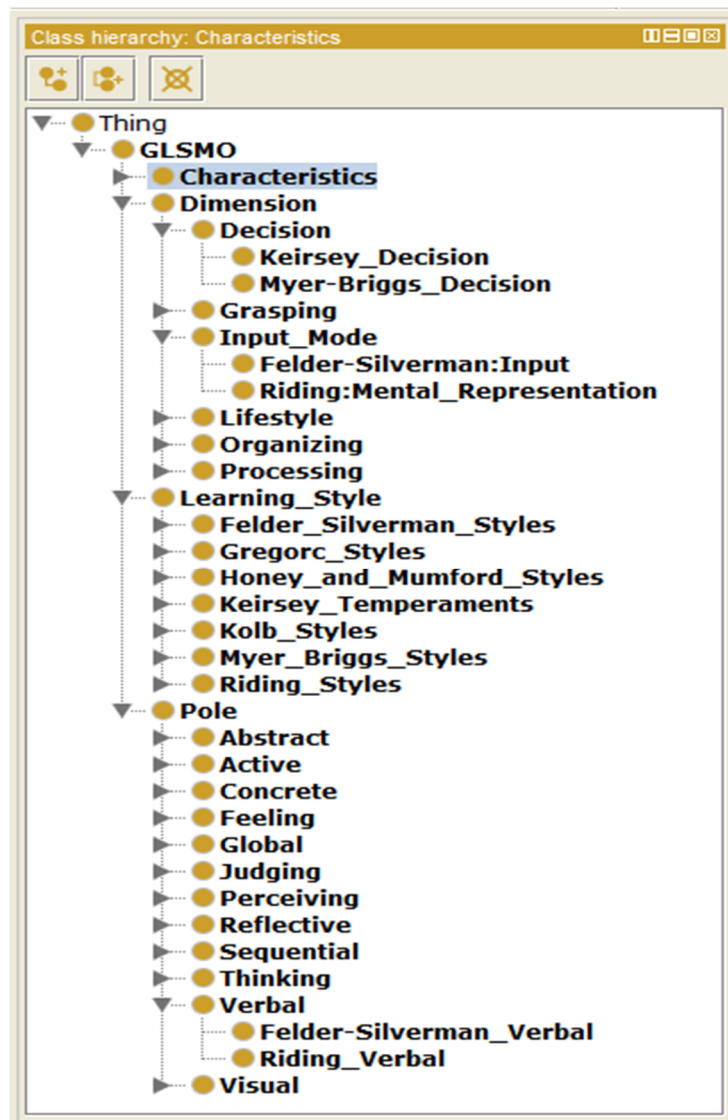 Class hierarchy: Characteristics
Thing
GLSMO
Characteristics
Dimension
Decision
Keirsey_Decision
Myer-Briggs_Decision
Grasping
Input_Mode
Felder-Silverman:Input
Riding:Mental_Representation
Lifestyle
Organizing
Processing
Learning_Style
Felder_Silverman_Styles
Gregorc_Styles
Honey_and_Mumford_Styles
Keirsey_Temperaments
Kolb_Styles
Myer_Briggs_Styles
Riding_Styles
Pole
Abstract
Active
Concrete
Feeling
Global
Judging
Perceiving
Reflective
Sequential
Thinking
Verbal
Felder-Silverman_Verbal
Riding_Verbal
Visual